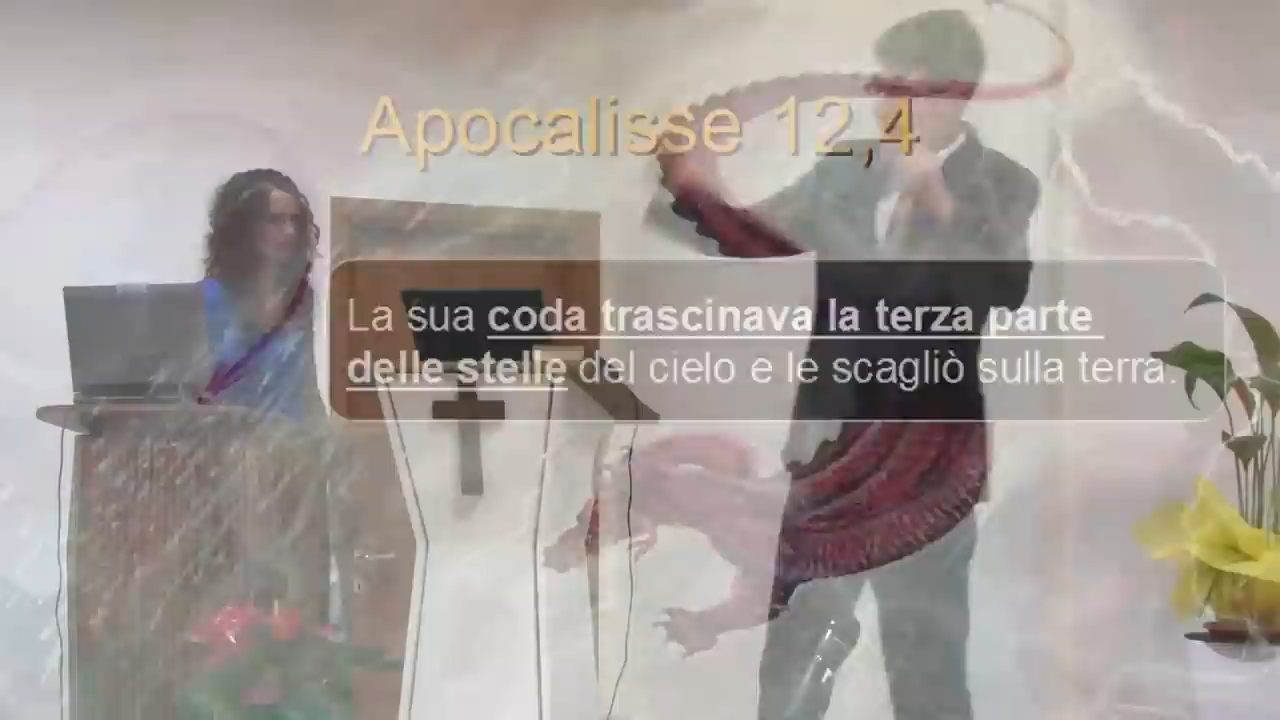 Apocalisse 12,4
La sua coda trascinava la terza parte
delle stelle del cielo e le scagliò sulla terra.